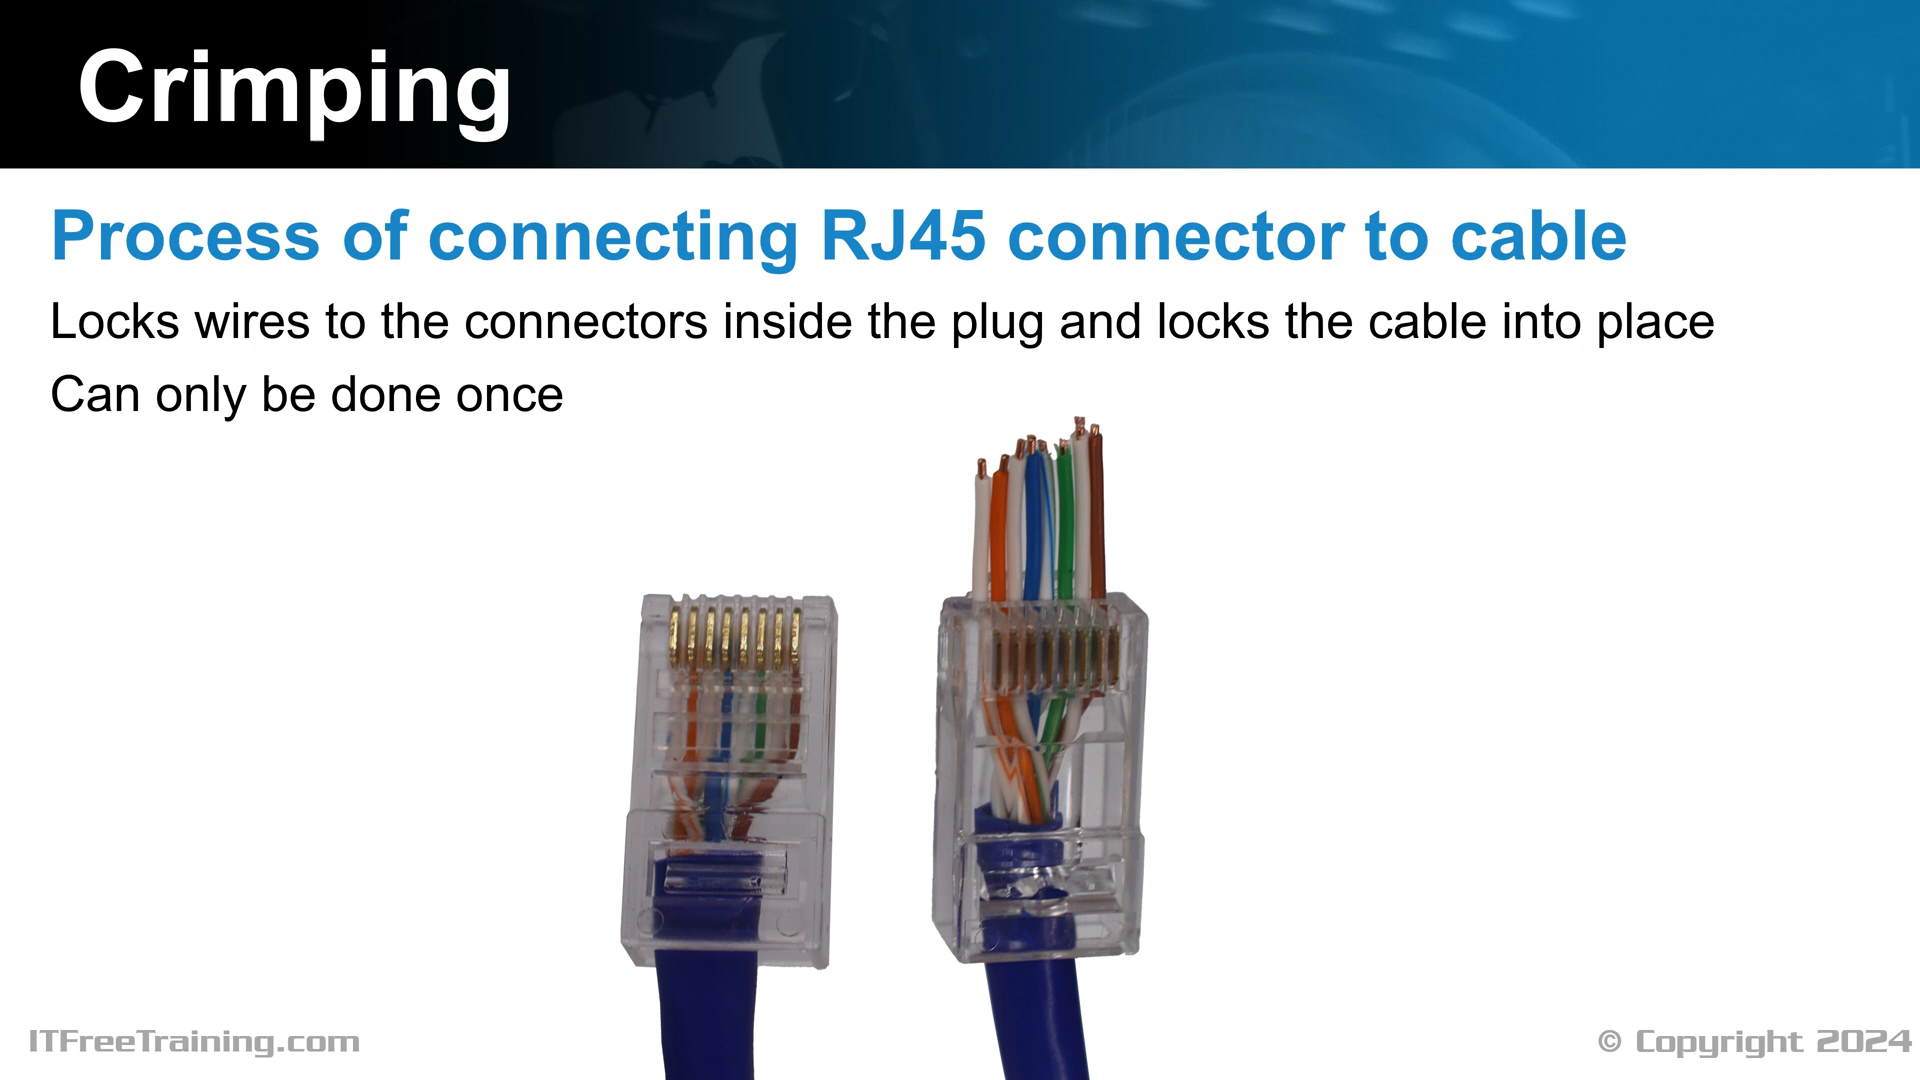 Crimping
Process of connecting RJ45 connector to cable
Locks wires to the connectors inside the plug and locks the cable into place
Can only be done once
ITFreeTraining.com
© Copyright 2024